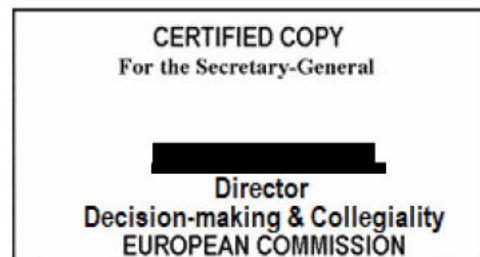 CERTIFIED COPY
For the Secretary-General
Director
Decision-making & Collegiality
EUROPEAN COMMISSION